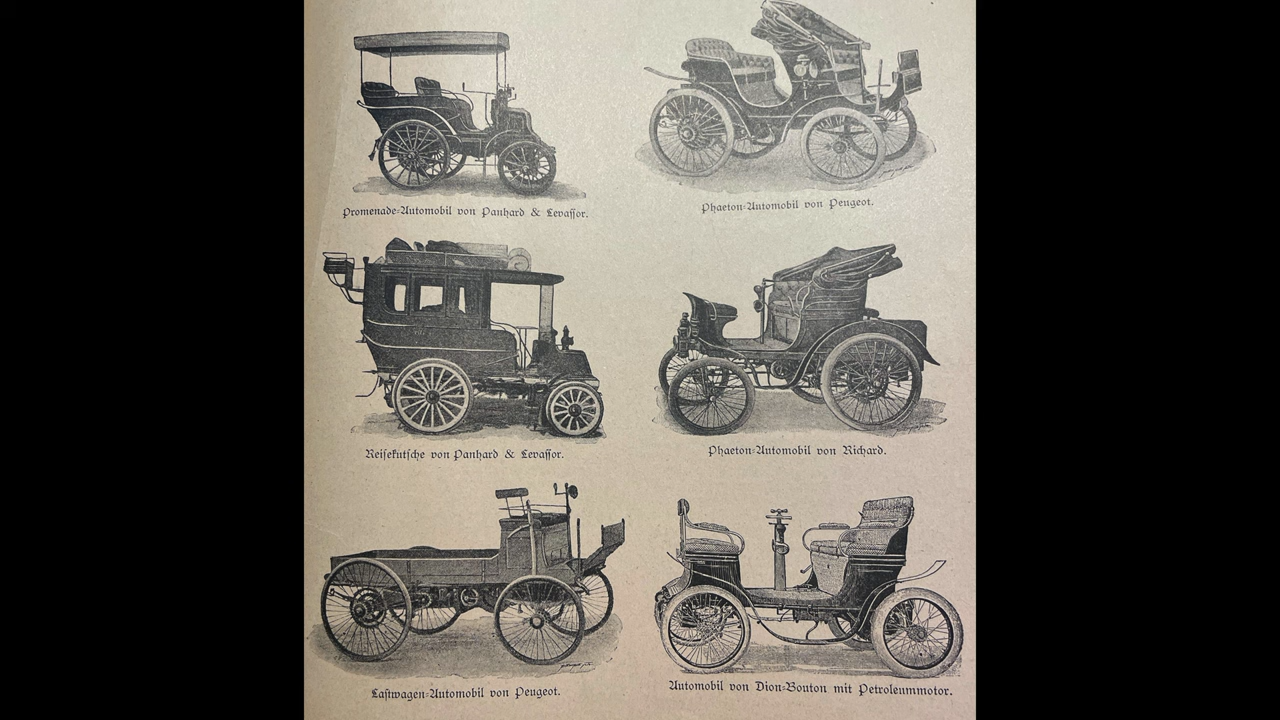 Promenade-Automobil von Panhard & Levassor.
Phaeton-Automobil von Peugeot.
Reisekutsche von Panhard & Levassor.
Phaeton-Automobil von Richard.
Lastwagen-Automobil von Peugeot.
Automobil von Dion-Bouton mit Petroleummotor.